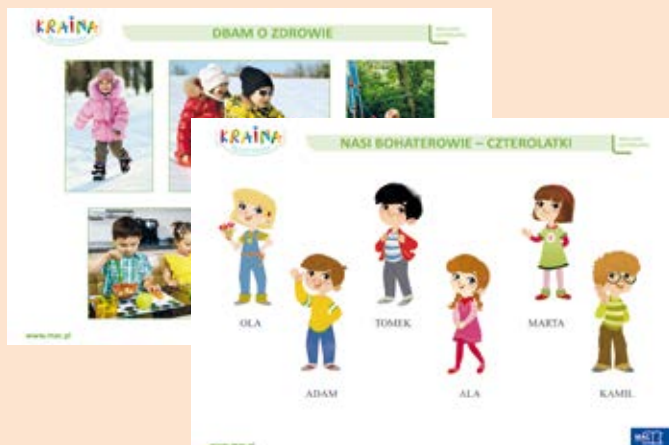 KRAINA
DBAM O ZDROWIE
www.mac.pl
KRAINA
NASI BOHATEROWIE – CZTEROLATKI
OLA
TOMEK
MARTA
ADAM
ALA
KAMIL
MAC